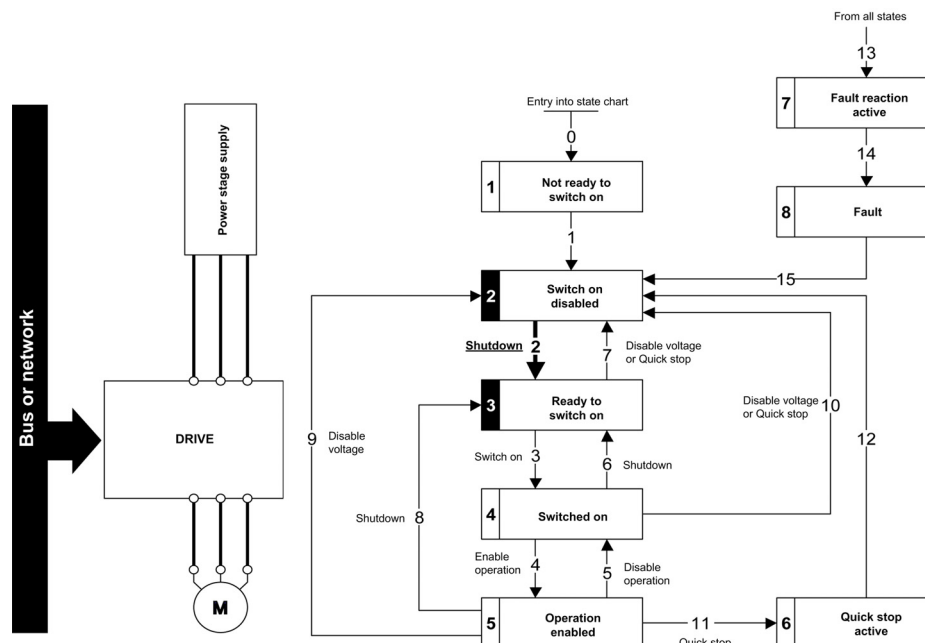 From all states
13
7
Fault reaction
active
14
8
Fault
15
Entry into state chart
0
1
Not ready to
switch on
1
2
Switch on
disabled
Shutdown 2
7
Disable voltage
or Quick stop
3
Ready to
switch on
Switch on 3
6 Shutdown
4
Switched on
Enable
operation
4
5
Disable
operation
5
Operation
enabled
11
Quick stop
6
Quick stop
active
9
Disable
voltage
Shutdown 8
Disable voltage
or Quick stop
10
12
Bus or network
Power stage supply
DRIVE
M